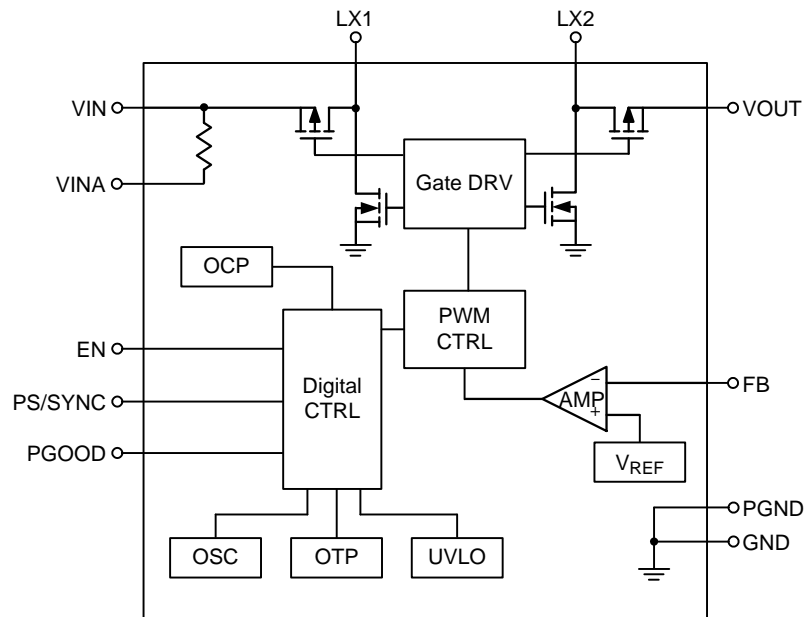 LX1
LX2
VIN
VOUT
VINA
Gate DRV
OCP
PWM
CTRL
EN
Digital
CTRL
PS/SYNC
PGOOD
AMP
−
+
FB
VREF
PGND
GND
OSC
OTP
UVLO